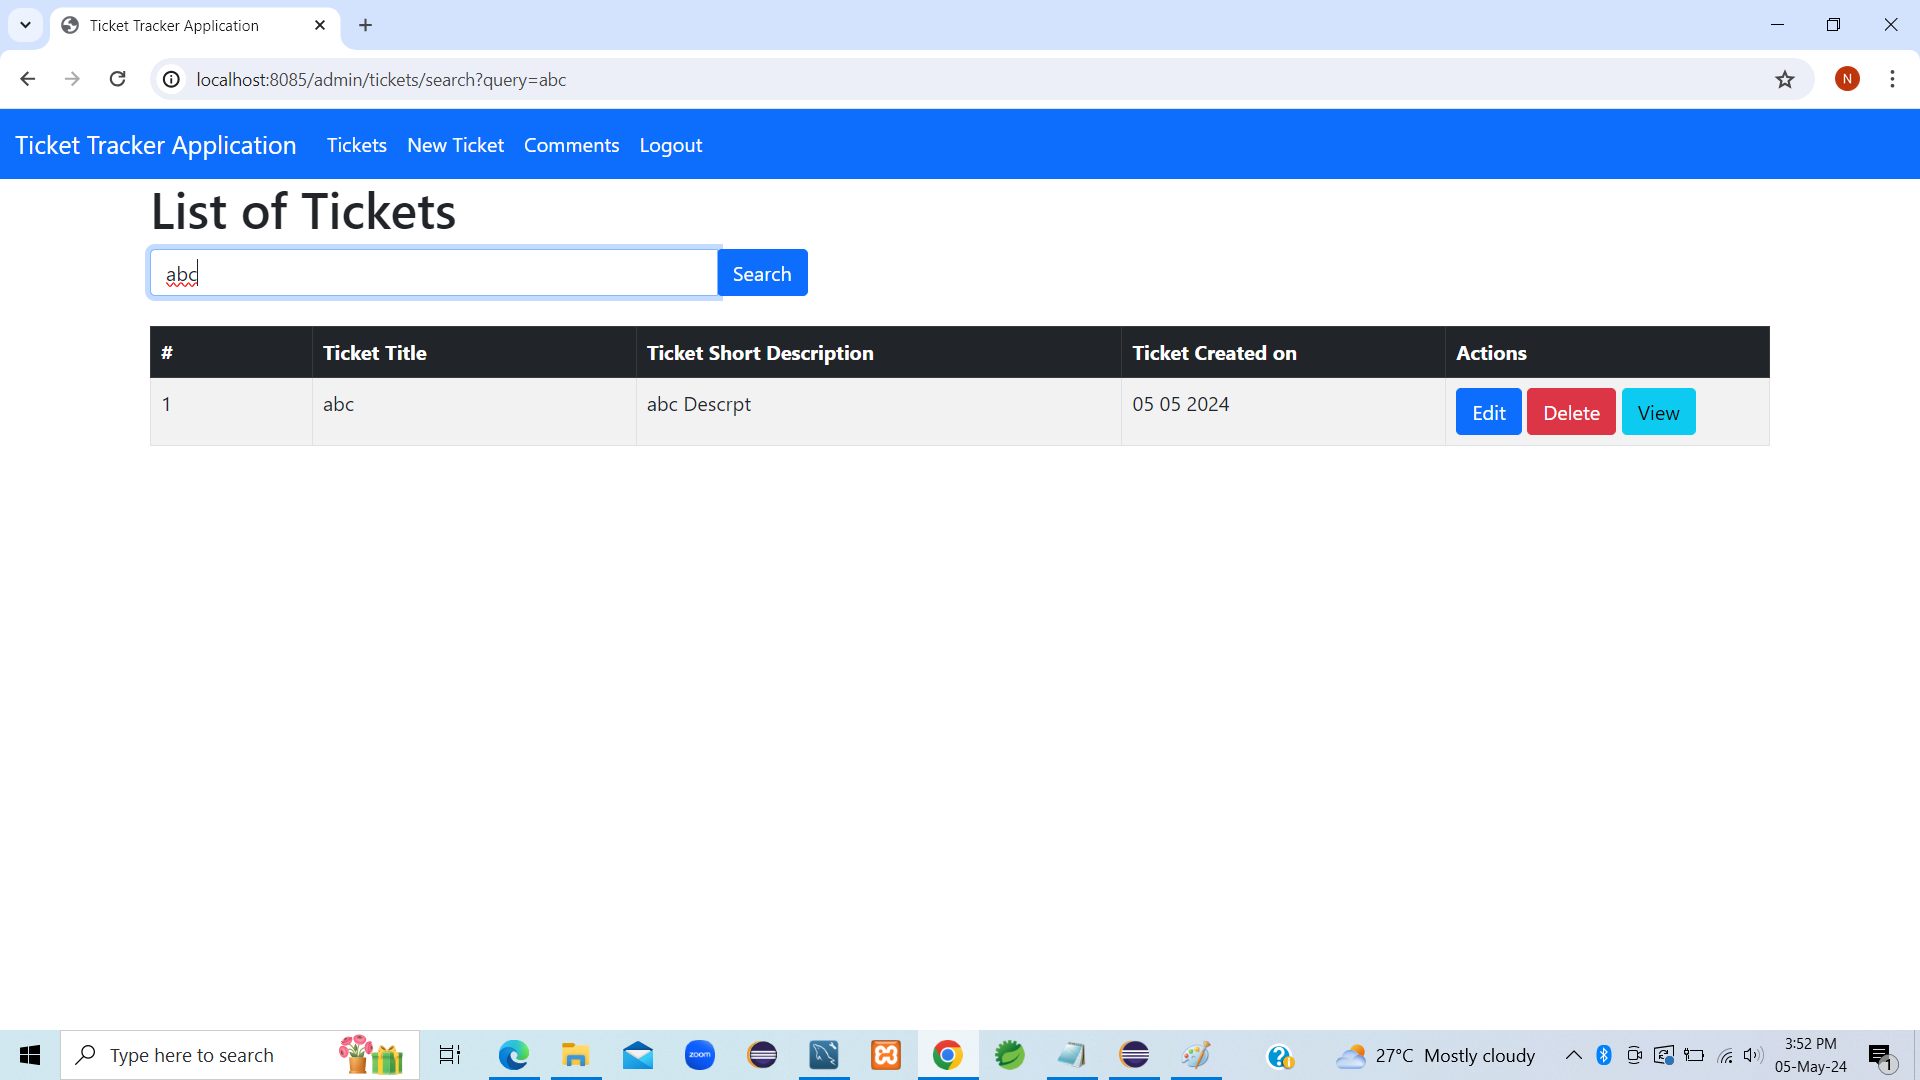 Ticket Tracker Application
localhost:8085/admin/tickets/search?query=abc
N
Ticket Tracker Application Tickets New Ticket Comments Logout
List of Tickets
abc Search
# Ticket Title Ticket Short Description Ticket Created on Actions
1 abc abc Descrpt 05 05 2024 Edit Delete View
Type here to search
zoom
27°C Mostly cloudy
3:52 PM
05-May-24
1